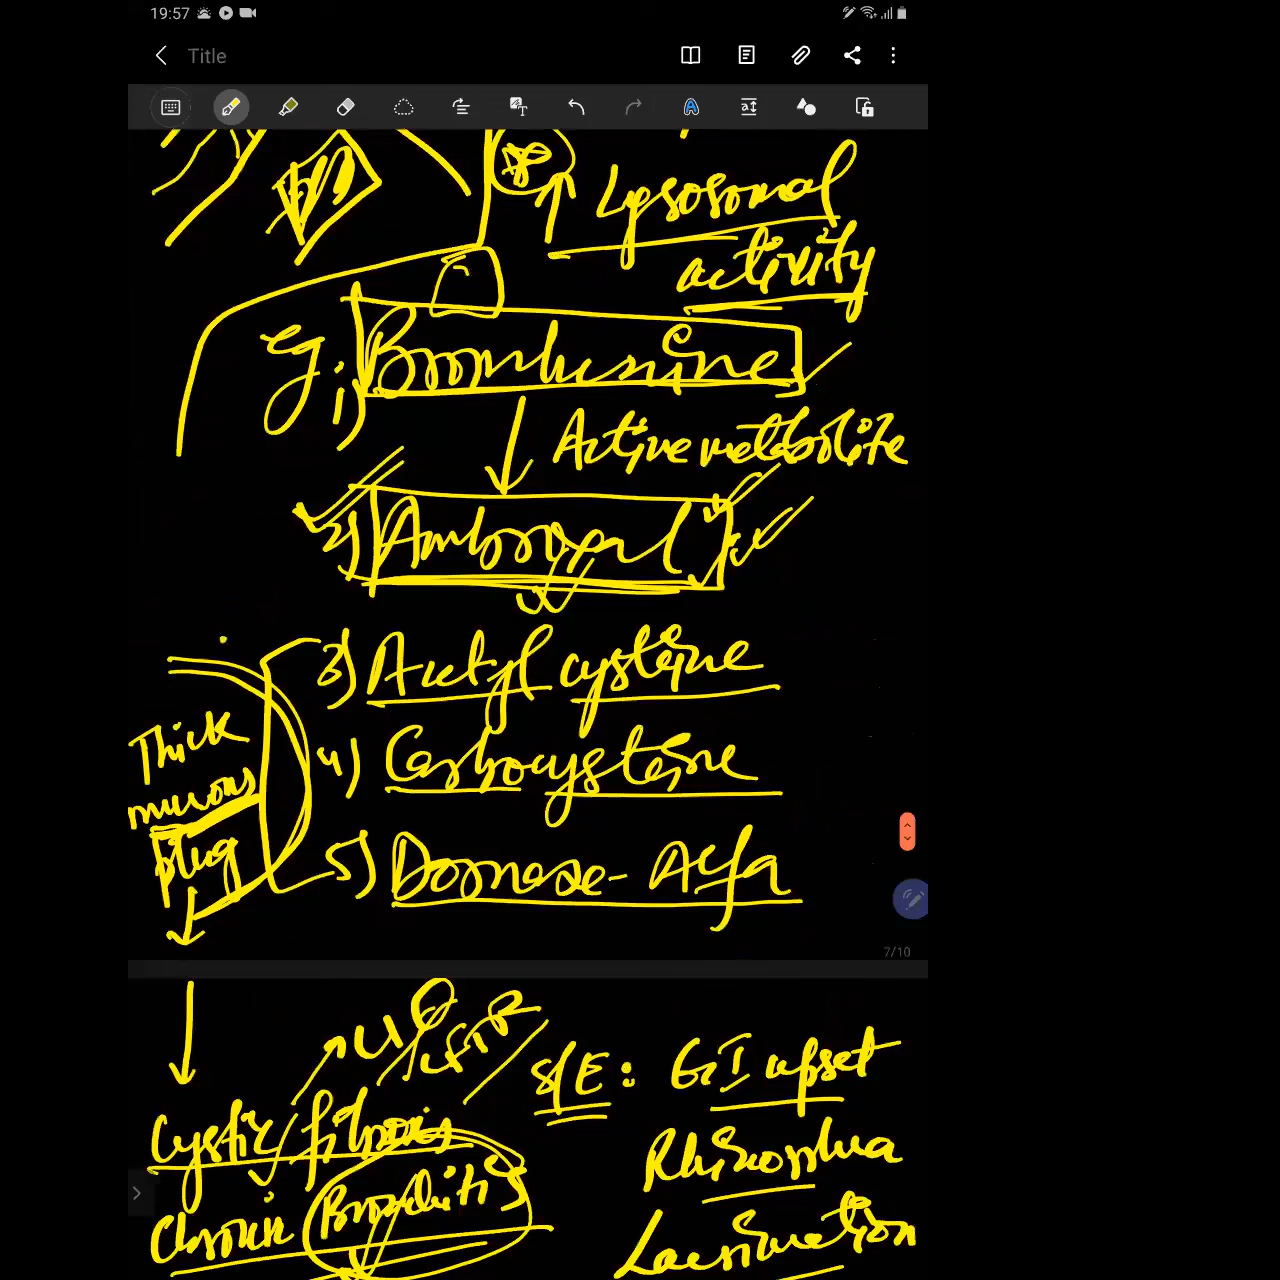 19:57
Title
↑ Lysosomal
activity
eg. 1) Bromhexine
Active metabolite
2) Ambroxol
3) Acetyl cysteine
Thick
mucous
plug
4) Carbocysteine
5) Dornase-Alfa
7/10
S/E: GI upset
Cystic fibrosis
Rhinorrhea
Chronic Bronchitis
Lacrimation